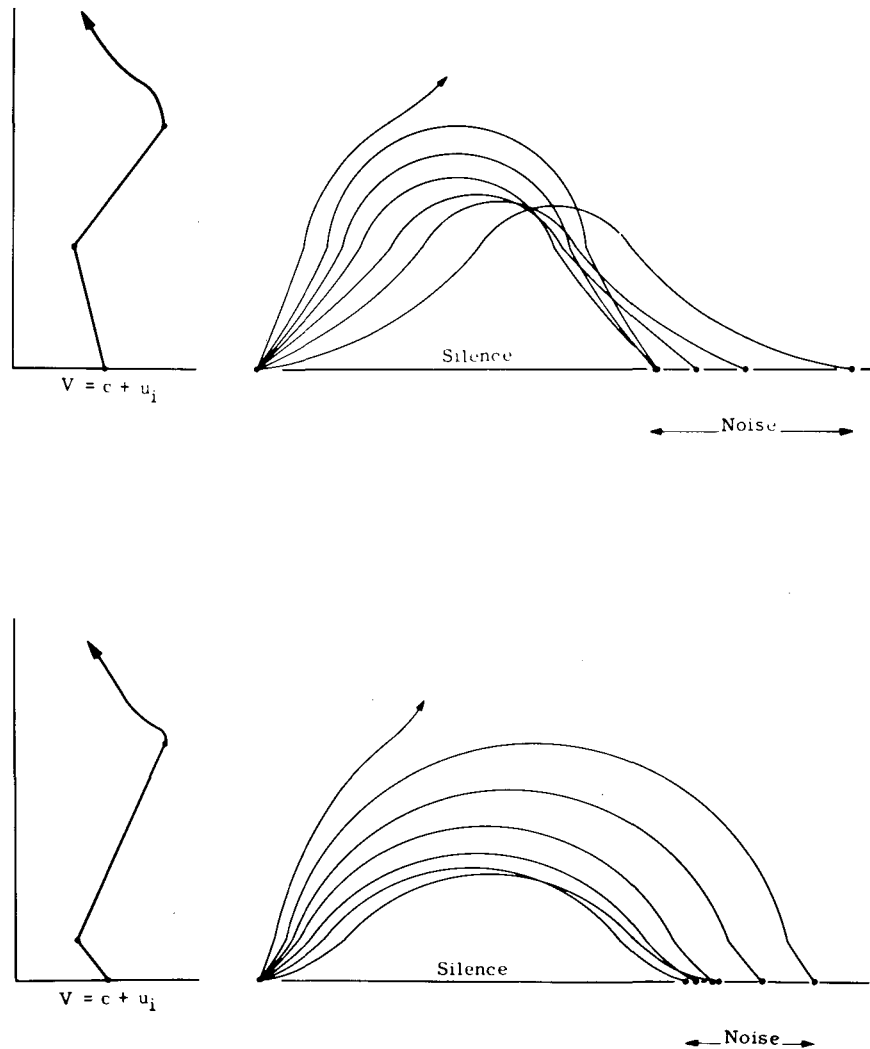 Silence
V = c + u_i
Noise
Silence
V = c + u_i
Noise